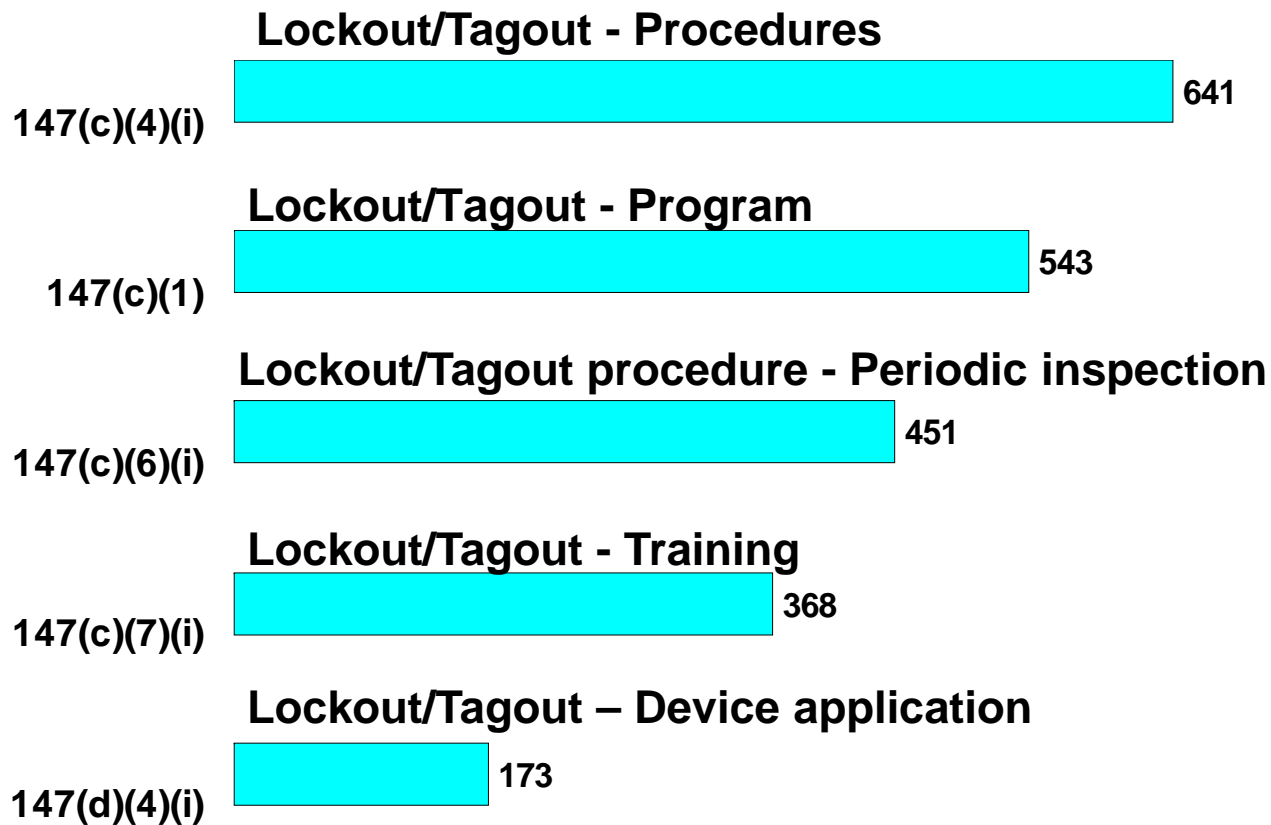 Lockout/Tagout - Procedures
147(c)(4)(i) 641
Lockout/Tagout - Program
147(c)(1) 543
Lockout/Tagout procedure - Periodic inspection
147(c)(6)(i) 451
Lockout/Tagout - Training
147(c)(7)(i) 368
Lockout/Tagout – Device application
147(d)(4)(i) 173